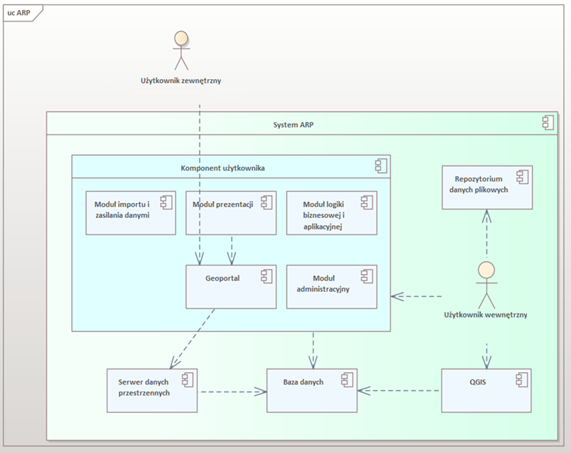 uc ARP
Użytkownik zewnętrzny
System ARP
Komponent użytkownika
Moduł importu i
zasilania danymi
Moduł prezentacji
Moduł logiki
biznesowej i
aplikacyjnej
Repozytorium
danych plikowych
Geoportal
Moduł
administracyjny
Użytkownik wewnętrzny
Serwer danych
przestrzennych
Baza danych
QGIS